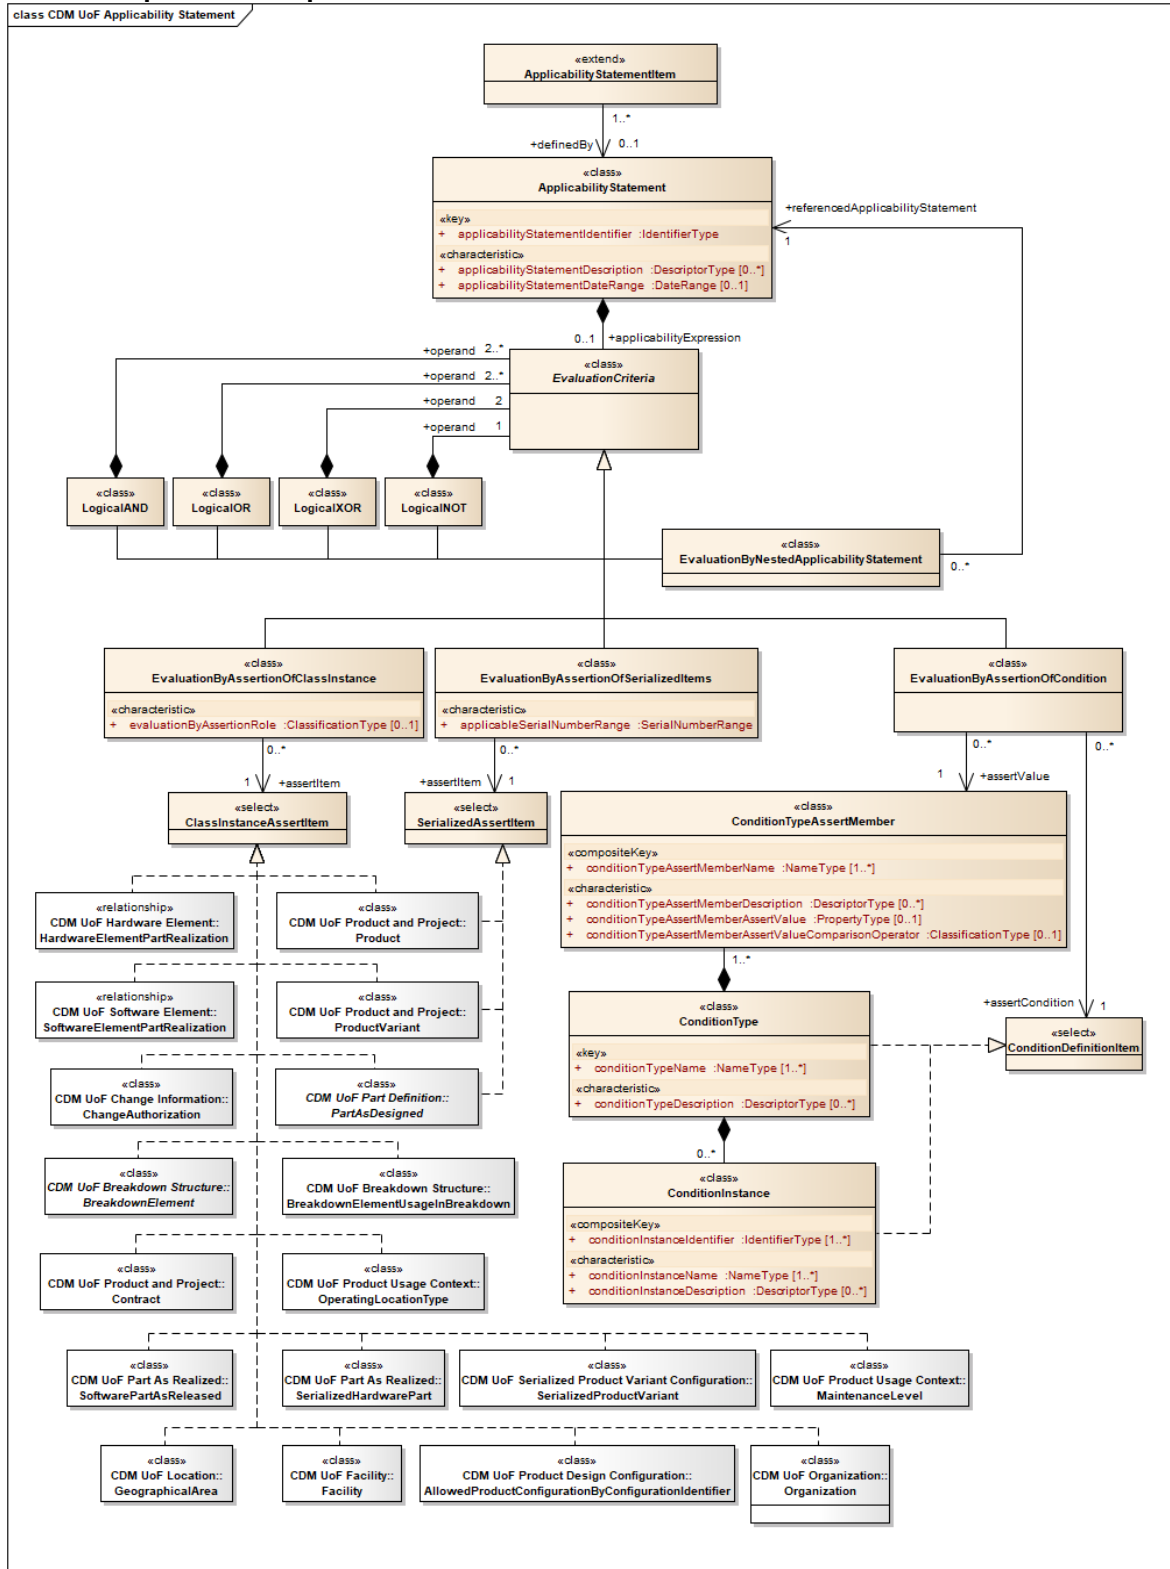 class CDM UoF Applicability Statement
«extend»
ApplicabilityStatementItem
1..*
+definedBy 0..1
«class»
ApplicabilityStatement
«key»
+ applicabilityStatementIdentifier :IdentifierType
«characteristic»
+ applicabilityStatementDescription :DescriptorType [0..*]
+ applicabilityStatementDateRange :DateRange [0..1]
+referencedApplicabilityStatement
1
0..1 +applicabilityExpression
«class»
EvaluationCriteria
+operand 2..*
+operand 2..*
+operand 2
+operand 1
«class»
LogicalAND
«class»
LogicalOR
«class»
LogicalXOR
«class»
LogicalNOT
«class»
EvaluationByNestedApplicabilityStatement
0..*
«class»
EvaluationByAssertionOfClassInstance
«characteristic»
+ evaluationByAssertionRole :ClassificationType [0..1]
«class»
EvaluationByAssertionOfSerializedItems
«characteristic»
+ applicableSerialNumberRange :SerialNumberRange
«class»
EvaluationByAssertionOfCondition
0..*
1 +assertItem
0..*
+assertItem 1
0..*
1 +assertValue
0..*
«select»
ClassInstanceAssertItem
«select»
SerializedAssertItem
«class»
ConditionTypeAssertMember
«compositeKey»
+ conditionTypeAssertMemberName :NameType [1..*]
«characteristic»
+ conditionTypeAssertMemberDescription :DescriptorType [0..*]
+ conditionTypeAssertMemberAssertValue :PropertyType [0..1]
+ conditionTypeAssertMemberAssertValueComparisonOperator :ClassificationType [0..1]
1..*
+assertCondition 1
«select»
ConditionDefinitionItem
«class»
ConditionType
«key»
+ conditionTypeName :NameType [1..*]
«characteristic»
+ conditionTypeDescription :DescriptorType [0..*]
0..*
«class»
ConditionInstance
«compositeKey»
+ conditionInstanceIdentifier :IdentifierType [1..*]
«characteristic»
+ conditionInstanceName :NameType [1..*]
+ conditionInstanceDescription :DescriptorType [0..*]
«relationship»
CDM UoF Hardware Element::
HardwareElementPartRealization
«class»
CDM UoF Product and Project::
Product
«relationship»
CDM UoF Software Element::
SoftwareElementPartRealization
«class»
CDM UoF Product and Project::
ProductVariant
«class»
CDM UoF Change Information::
ChangeAuthorization
«class»
CDM UoF Part Definition::
PartAsDesigned
«class»
CDM UoF Breakdown Structure::
BreakdownElement
«class»
CDM UoF Breakdown Structure::
BreakdownElementUsageInBreakdown
«class»
CDM UoF Product and Project::
Contract
«class»
CDM UoF Product Usage Context::
OperatingLocationType
«class»
CDM UoF Part As Realized::
SoftwarePartAsReleased
«class»
CDM UoF Part As Realized::
SerializedHardwarePart
«class»
CDM UoF Serialized Product Variant Configuration::
SerializedProductVariant
«class»
CDM UoF Product Usage Context::
MaintenanceLevel
«class»
CDM UoF Location::
GeographicalArea
«class»
CDM UoF Facility::
Facility
«class»
CDM UoF Product Design Configuration::
AllowedProductConfigurationByConfigurationIdentifier
«class»
CDM UoF Organization::
Organization